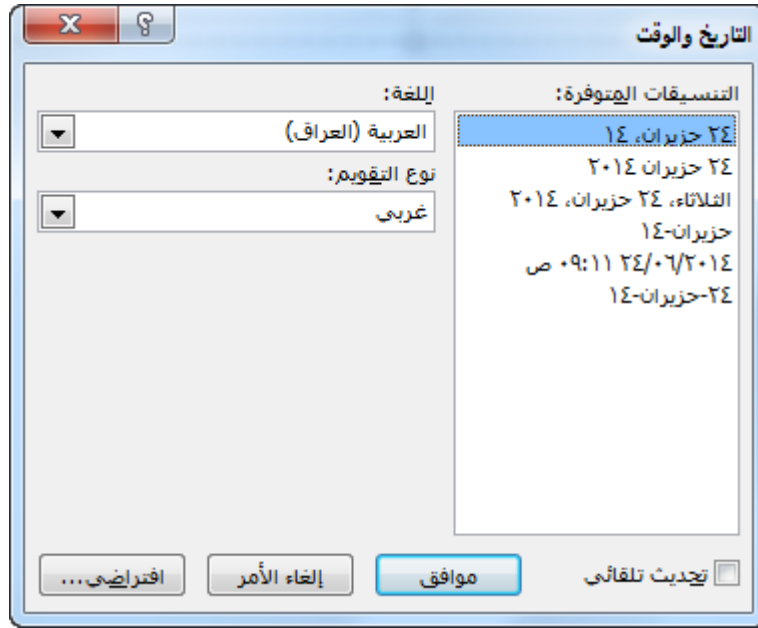 التاريخ والوقت
التنسيقات المتوفرة:
٢٤ حزيران، ١٤
٢٤ حزيران ٢٠١٤
الثلاثاء، ٢٤ حزيران، ٢٠١٤
حزيران-١٤
٢٤/٠٦/٢٠١٤ ٠٩:١١ ص
٢٤-حزيران-١٤
اللغة:
العربية (العراق)
نوع التقويم:
غربي
تحديث تلقائي
موافق
إلغاء الأمر
افتراضي...